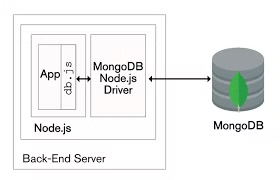 App
db.js
MongoDB
Node.js
Driver
Node.js
Back-End Server
MongoDB